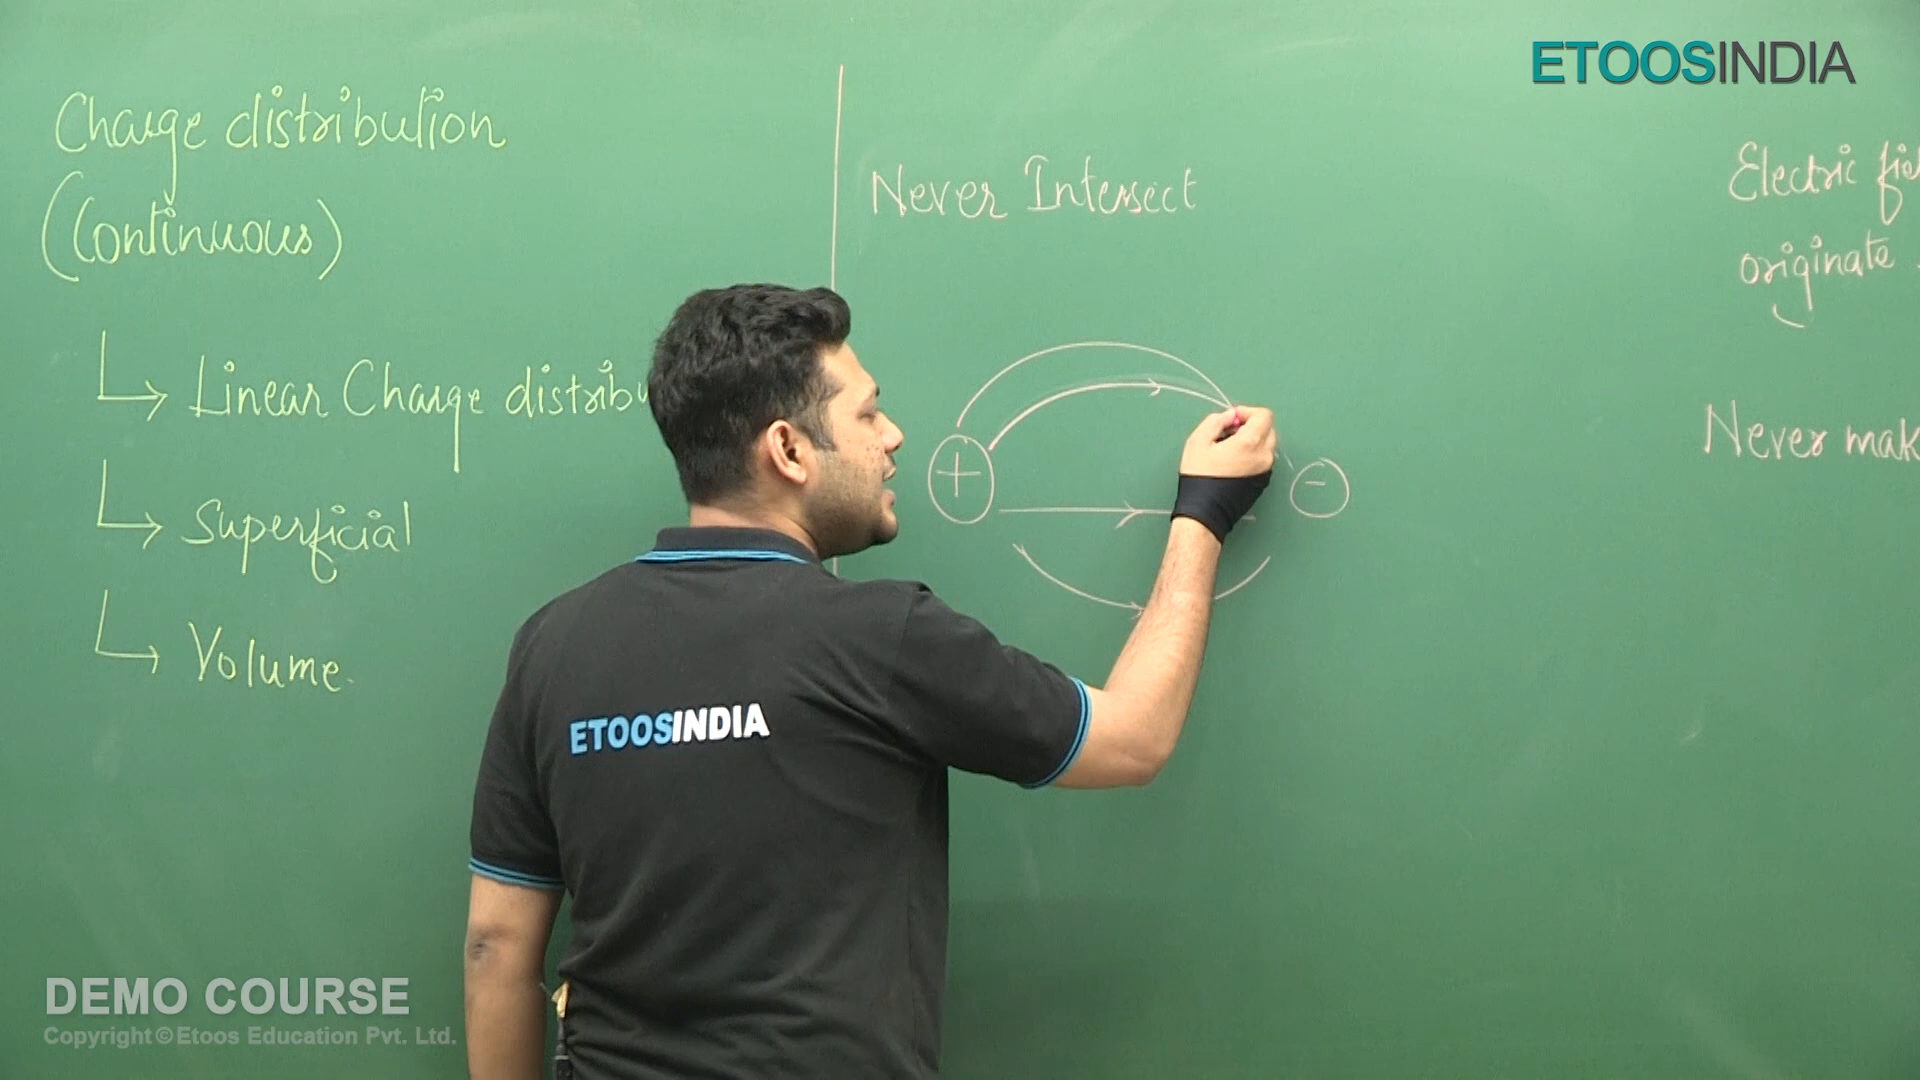 ETOOSINDIA
Charge distribution
(Continuous)
Linear Charge distribu
Superficial
Volume.
Never Intersect
+
-
Electric fie
originate
Never mak
ETOOSINDIA
DEMO COURSE
Copyright © Etoos Education Pvt. Ltd.